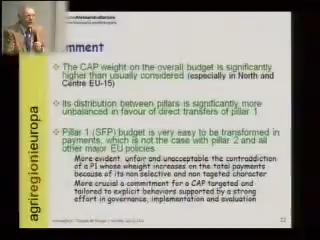 mment
The CAP weight on the overall budget is significantly
higher than usually considered (especially in North and
Centre EU-15)
Its distribution between pillars is significantly more
unbalanced in favour of direct transfers of pillar 1
Pillar 1 (SFP) budget is very easy to be transformed in
payments, which is not the case with pillar 2 and all
other major EU policies
More evident, unfair and unacceptable the contraddiction
of a P1 whose wheight increases on the total payments
because of its non selective and non tageted character
More crucial a commitment for a CAP targeted and
tailored to explicit behaviors supported by a strong
effort in governance, implementation and evaluation
agriregionieuropa
22